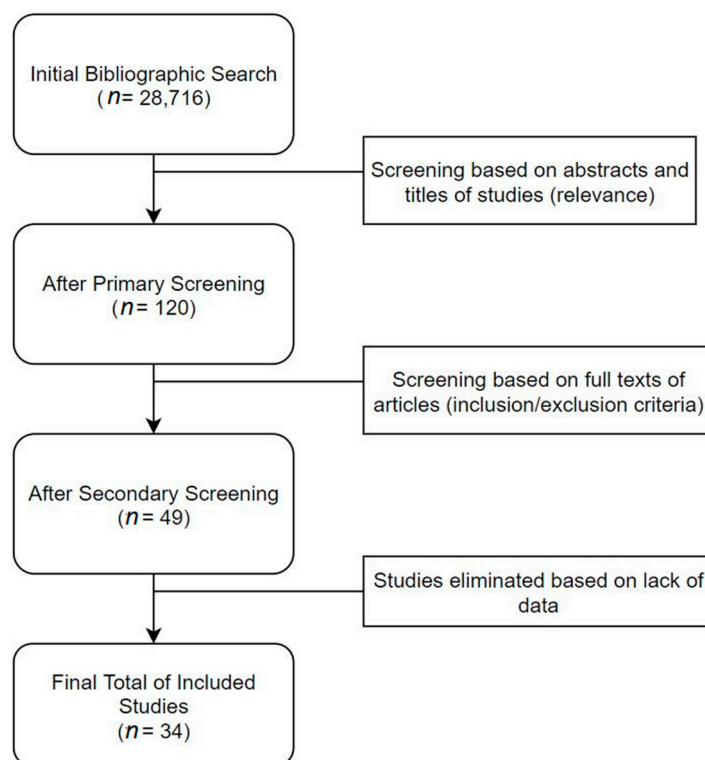 Initial Bibliographic Search
(n= 28,716)
Screening based on abstracts and
titles of studies (relevance)
After Primary Screening
(n= 120)
Screening based on full texts of
articles (inclusion/exclusion criteria)
After Secondary Screening
(n= 49)
Studies eliminated based on lack of
data
Final Total of Included
Studies
(n= 34)